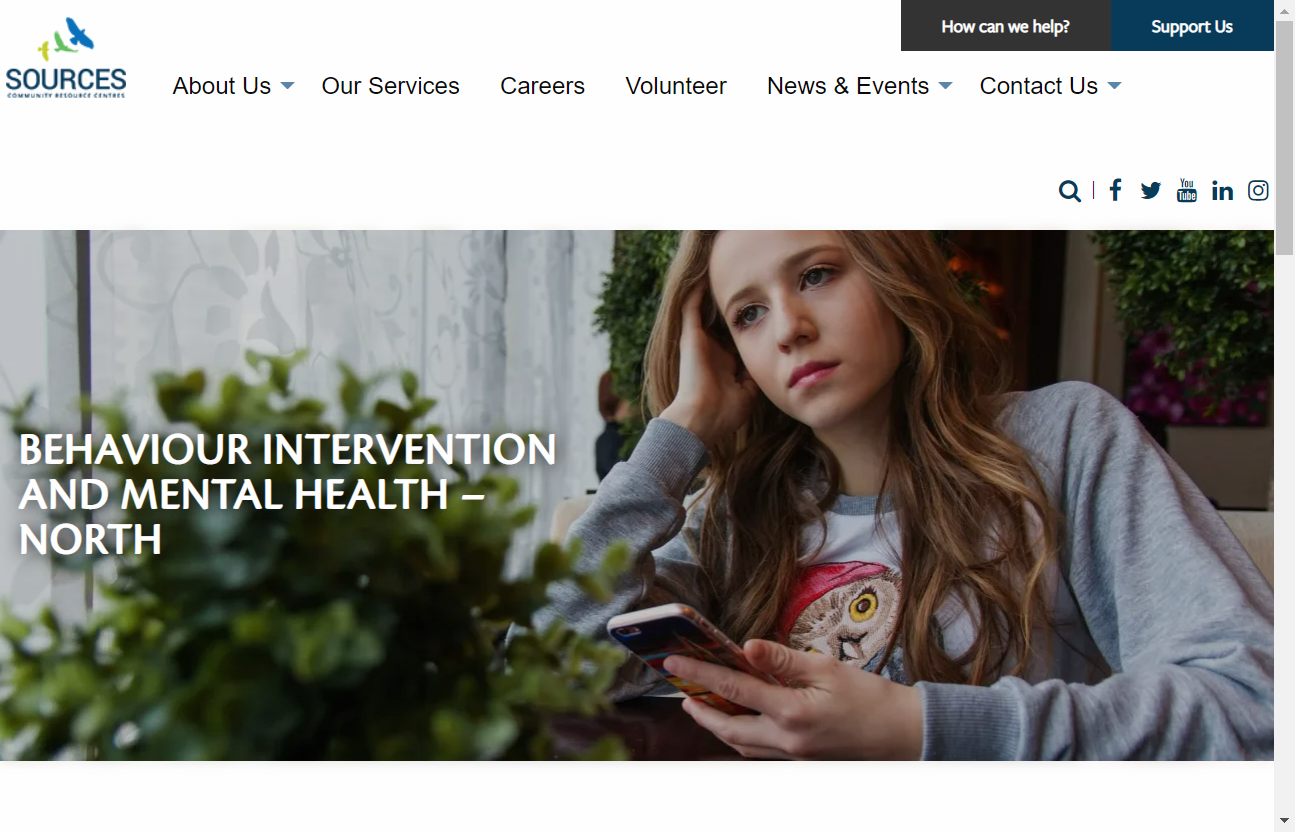 How can we help?
Support Us
SOURCES
COMMUNITY RESOURCE CENTRES
About Us
Our Services
Careers
Volunteer
News & Events
Contact Us
You
Tube
BEHAVIOUR INTERVENTION
AND MENTAL HEALTH –
NORTH